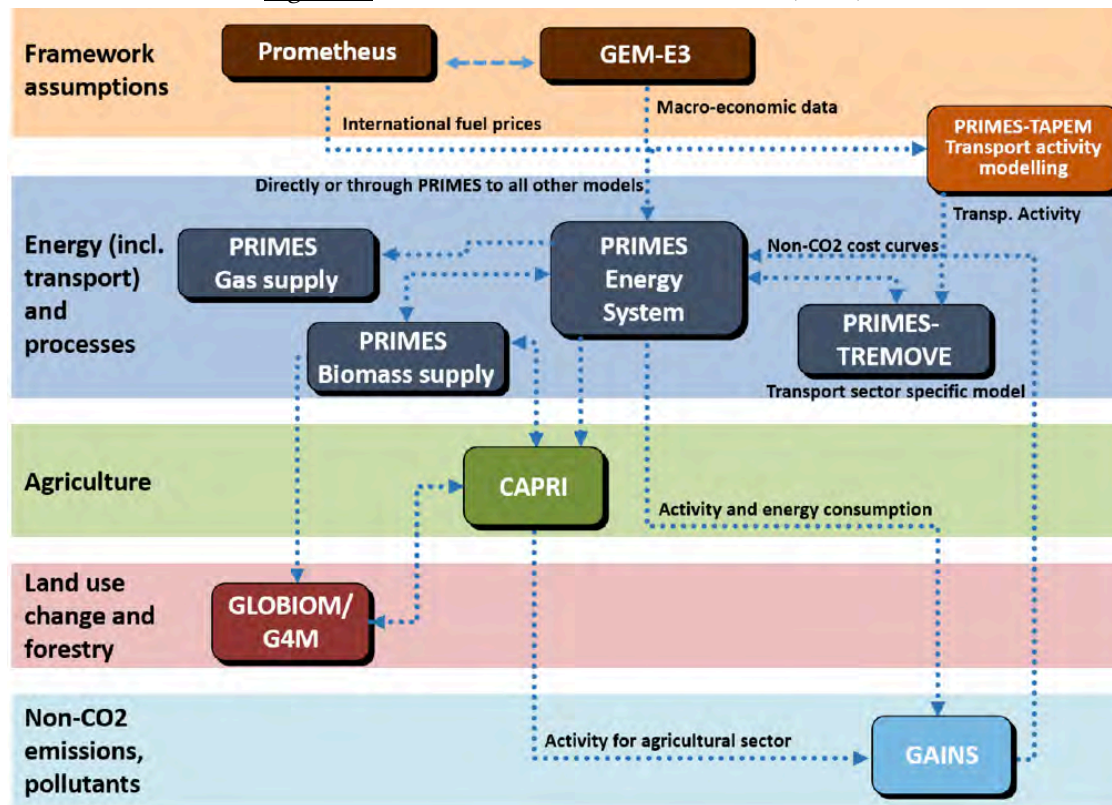 Framework
assumptions
Prometheus
GEM-E3
Macro-economic data
International fuel prices
PRIMES-TAPEM
Transport activity
modelling
Directly or through PRIMES to all other models
Transp. Activity
Energy (incl.
transport)
and
processes
PRIMES
Gas supply
PRIMES
Energy
System
Non-CO2 cost curves
PRIMES
Biomass supply
PRIMES-
TREMOVE
Transport sector specific model
Agriculture
CAPRI
Activity and energy consumption
Land use
change and
forestry
GLOBIOM/
G4M
Non-CO2
emissions,
pollutants
Activity for agricultural sector
GAINS